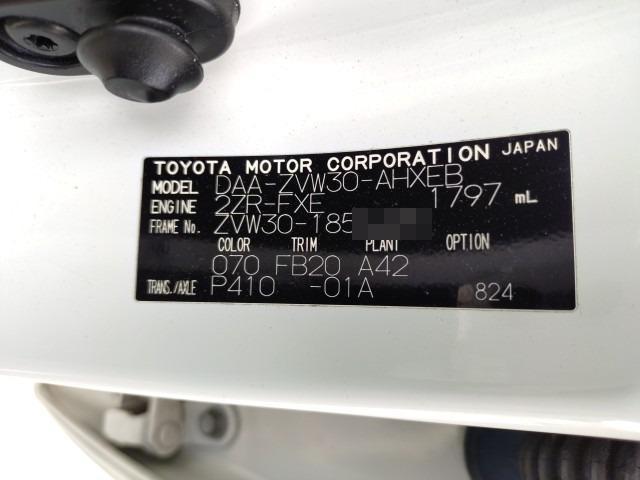 TOYOTA MOTOR CORPORATION JAPAN
MODEL DAA-ZVW30-AHXEB
ENGINE 2ZR-FXE 1797 mL
FRAME No. ZVW30-185
COLOR TRIM PLANT OPTION
070 FB20 A42
TRANS./AXLE P410 -01A 824